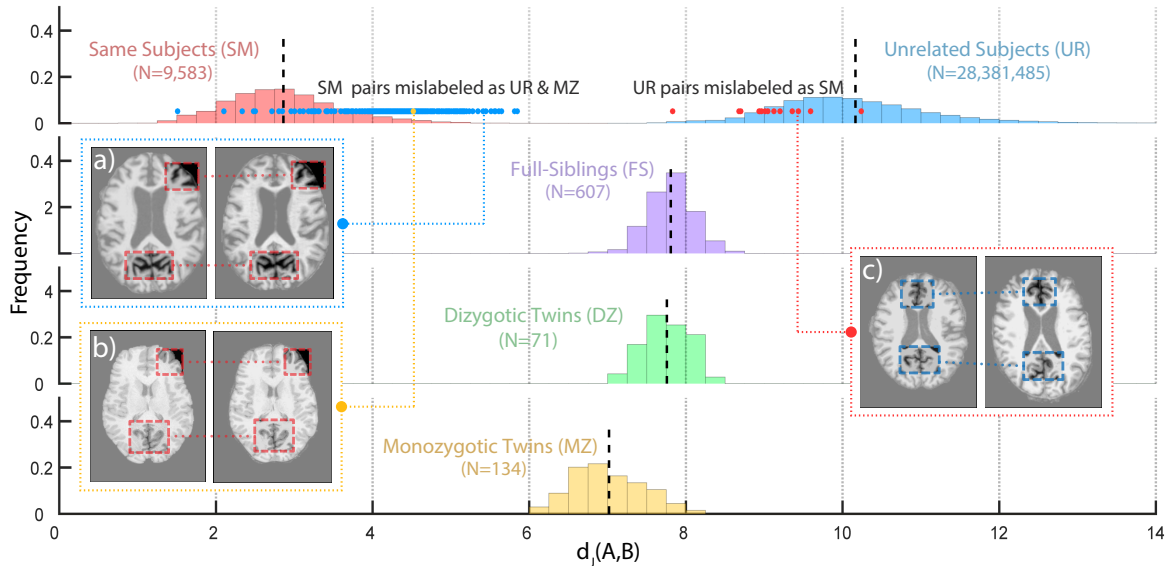 0.4
0.2
0
Same Subjects (SM)
(N=9,583)
SM pairs mislabeled as UR & MZ
UR pairs mislabeled as SM
Unrelated Subjects (UR)
(N=28,381,485)
Frequency
0.4
2
0
a)
Full-Siblings (FS)
(N=607)
4
0.2
0
b)
Dizygotic Twins (DZ)
(N=71)
c)
0.4
0.2
0
Monozygotic Twins (MZ)
(N=134)
0
2
4
6
8
10
12
14
dJ(A,B)